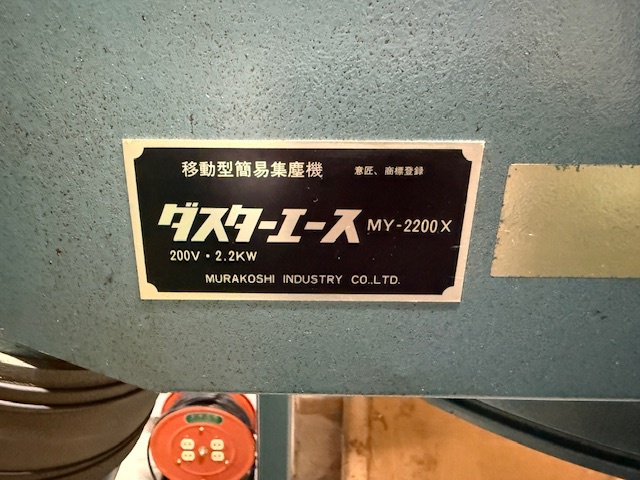 移動型簡易集塵機 意匠、商標登録
ダスターエース MY-2200X
200V・2.2KW
MURAKOSHI INDUSTRY CO.,LTD.